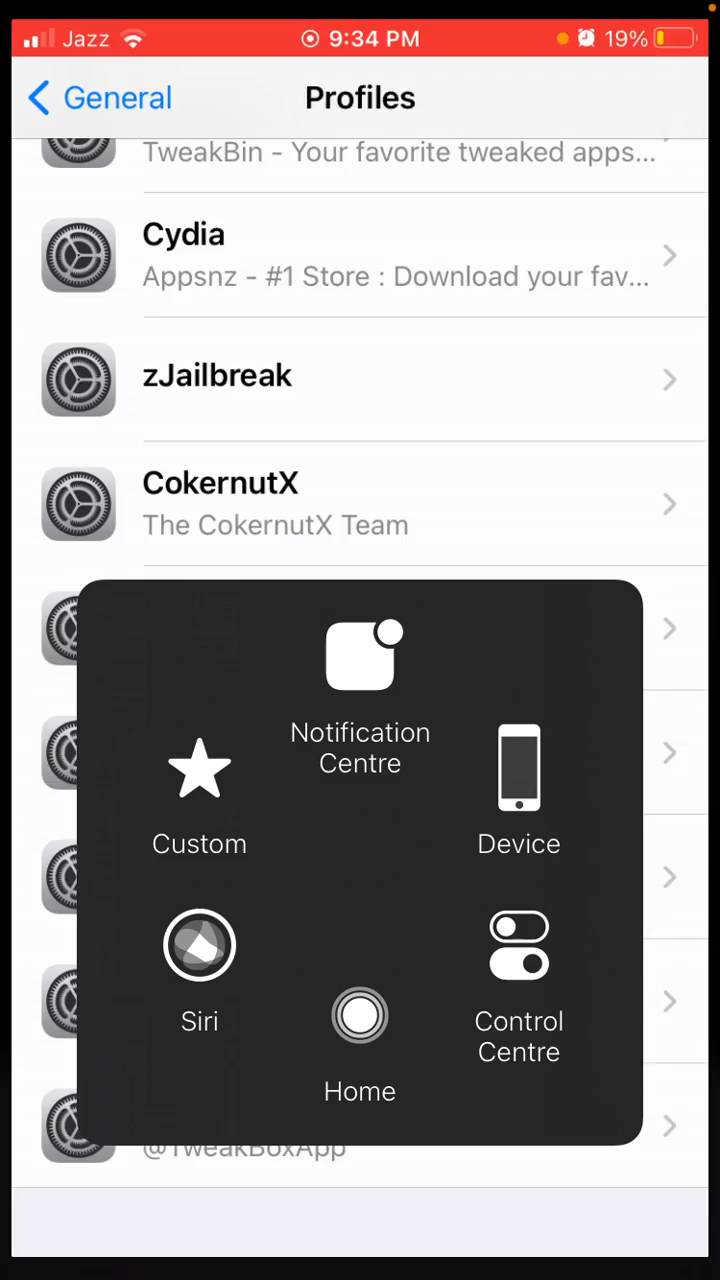 Jazz 9:34 PM 19%
General Profiles
TweakBin - Your favorite tweaked apps...
Cydia
Appsnz - #1 Store : Download your fav...
zJailbreak
CokernutX
The CokernutX Team
Notification
Centre
Custom Device
Siri Control
Centre
Home
@TweakBoxApp